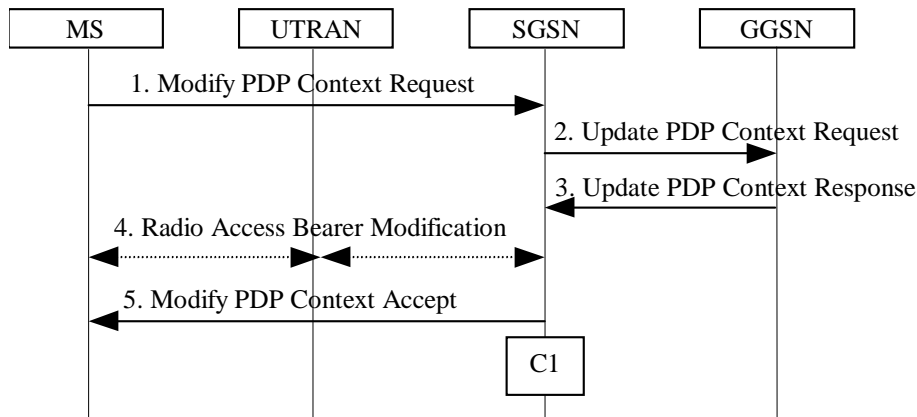 MS UTRAN SGSN GGSN
1. Modify PDP Context Request
2. Update PDP Context Request
3. Update PDP Context Response
4. Radio Access Bearer Modification
5. Modify PDP Context Accept
C1